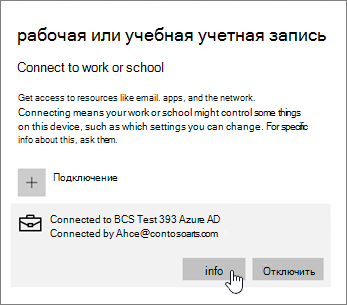 рабочая или учебная учетная запись
Connect to work or school
Get access to resources like email. apps, and the network.
Connecting means your work or school might control some things
on this device, such as which settings you can change. For specific
info about this, ask them.
Подключение
Connected to BCS Test 393 Azure AD
Connected by Ahce@contosoarts.com
info
Отключить